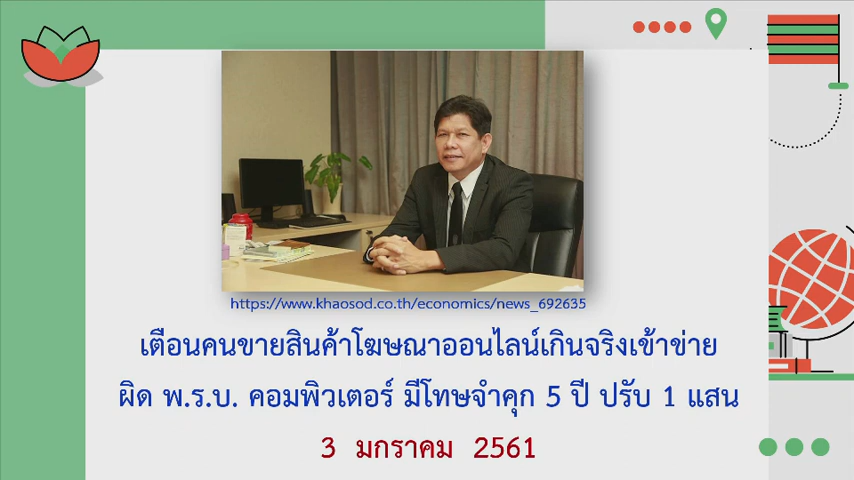 https://www.khaosod.co.th/economics/news_692635
เตือนคนขายสินค้าโฆษณาออนไลน์เกินจริงเข้าข่าย
ผิด พ.ร.บ. คอมพิวเตอร์ มีโทษจำคุก 5 ปี ปรับ 1 แสน
3 มกราคม 2561